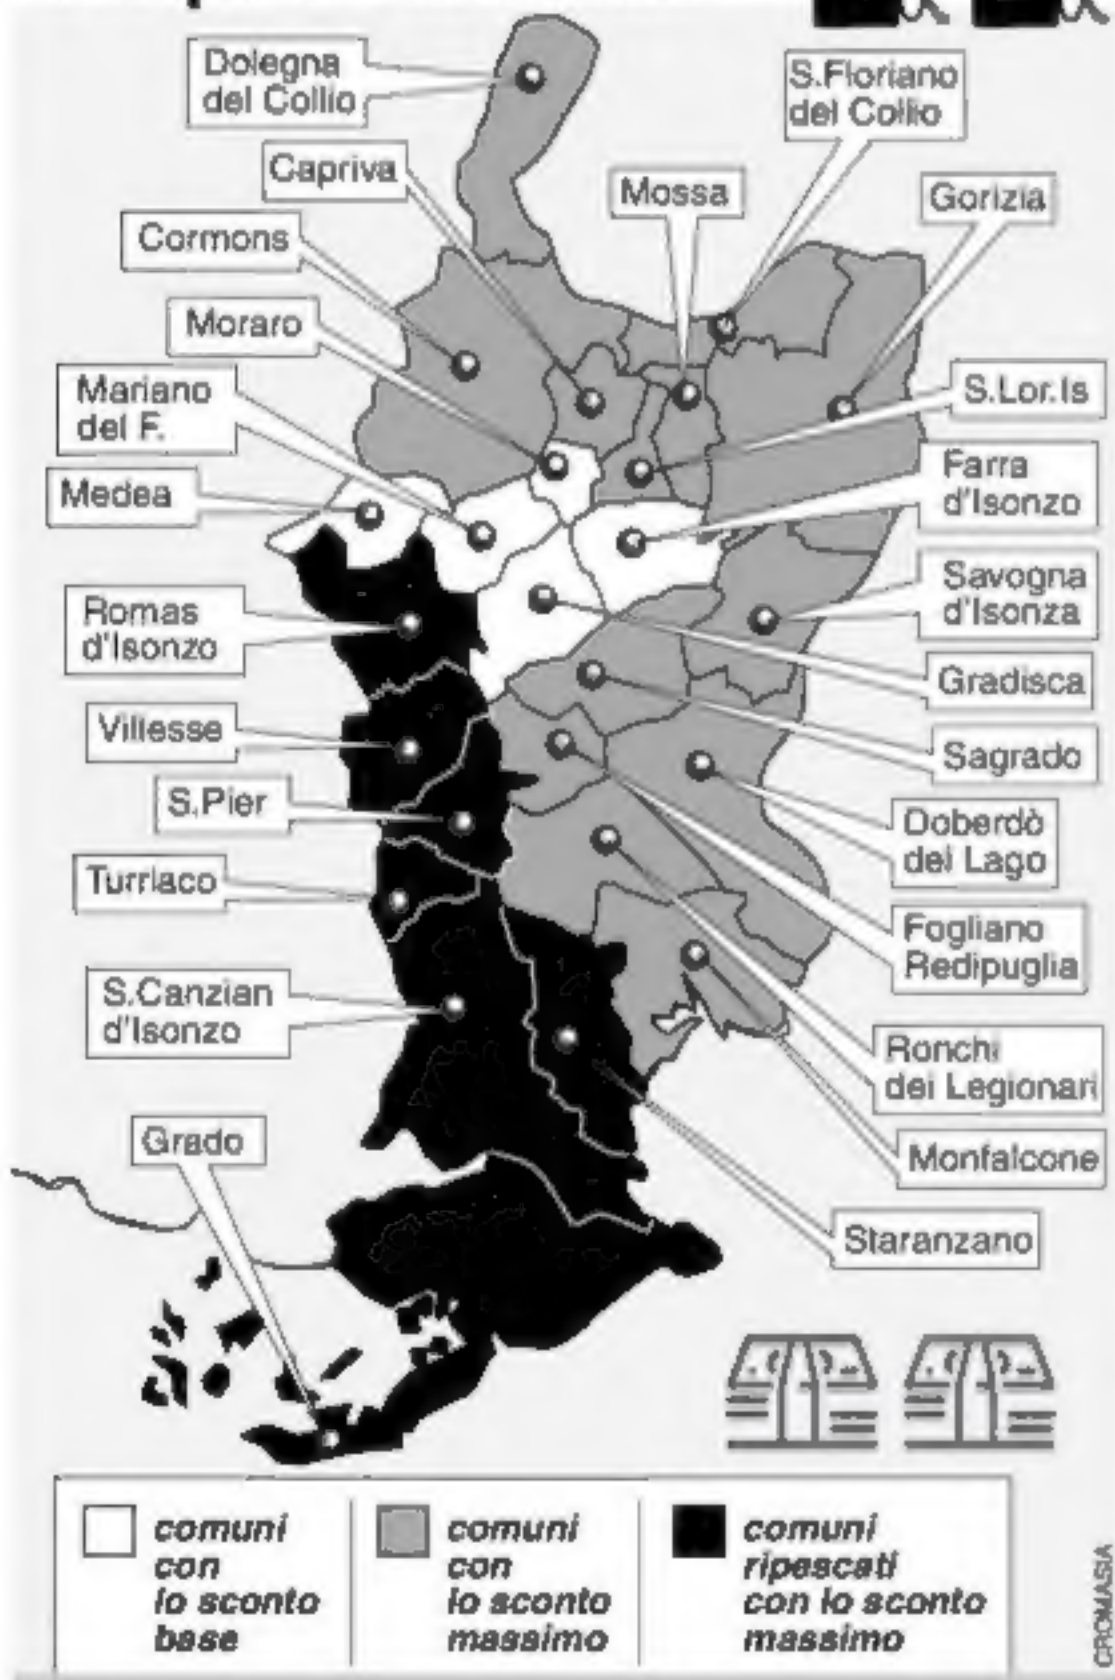 Dolegna
del Collio
S.Floriano
del Collio
Capriva
Mossa
Gorizia
Cormons
Moraro
Mariano
del F.
S.Lor.Is
Medea
Farra
d'Isonzo
Romas
d'Isonzo
Savogna
d'Isonza
Gradisca
Villesse
Sagrado
S.Pier
Doberdò
del Lago
Turriaco
Fogliano
Redipuglia
S.Canzian
d'Isonzo
Ronchi
dei Legionari
Grado
Monfalcone
Staranzano
comuni
con
lo sconto
base
comuni
con
lo sconto
massimo
comuni
ripescati
con lo sconto
massimo
CROMASIA